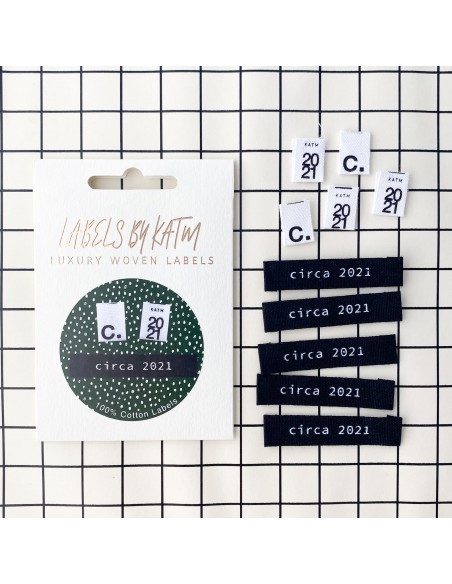 LABELS BY KATM
LUXURY WOVEN LABELS
C.
KATM
20
21
circa 2021
100% Cotton Labels
KATM
20
21
C.
C.
KATM
20
21
KATM
20
21
circa 2021
circa 2021
circa 2021
circa 2021
circa 2021